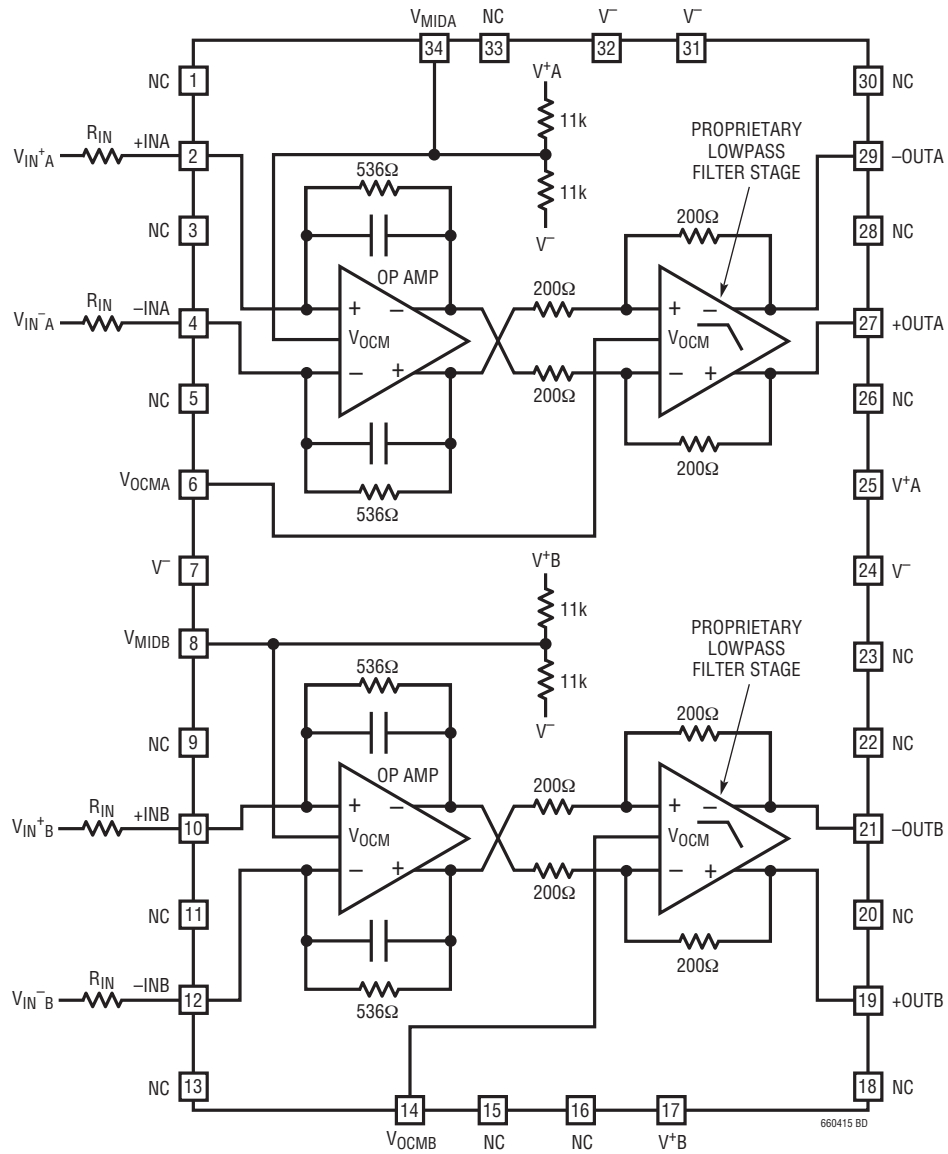 VMIDA NC V– V–
34 33 32 31
NC 1
30 NC
V+A
11k
11k
V–
RIN +INA
VIN+A 2
PROPRIETARY
LOWPASS
FILTER STAGE
29 –OUTA
536Ω
200Ω
NC 3
28 NC
OP AMP
RIN –INA
VIN–A 4
+ –
VOCM
– +
200Ω
200Ω
+ –
VOCM
– +
27 +OUTA
NC 5
26 NC
200Ω
536Ω
VOCMA 6
25 V+A
V– 7
24 V–
V+B
11k
11k
V–
VMIDB 8
PROPRIETARY
LOWPASS
FILTER STAGE
23 NC
536Ω
200Ω
NC 9
22 NC
OP AMP
RIN +INB
VIN+B 10
+ –
VOCM
– +
200Ω
200Ω
+ –
VOCM
– +
21 –OUTB
NC 11
20 NC
200Ω
RIN –INB
VIN–B 12
536Ω
19 +OUTB
NC 13
18 NC
14 15 16 17
VOCMB NC NC V+B
660415 BD